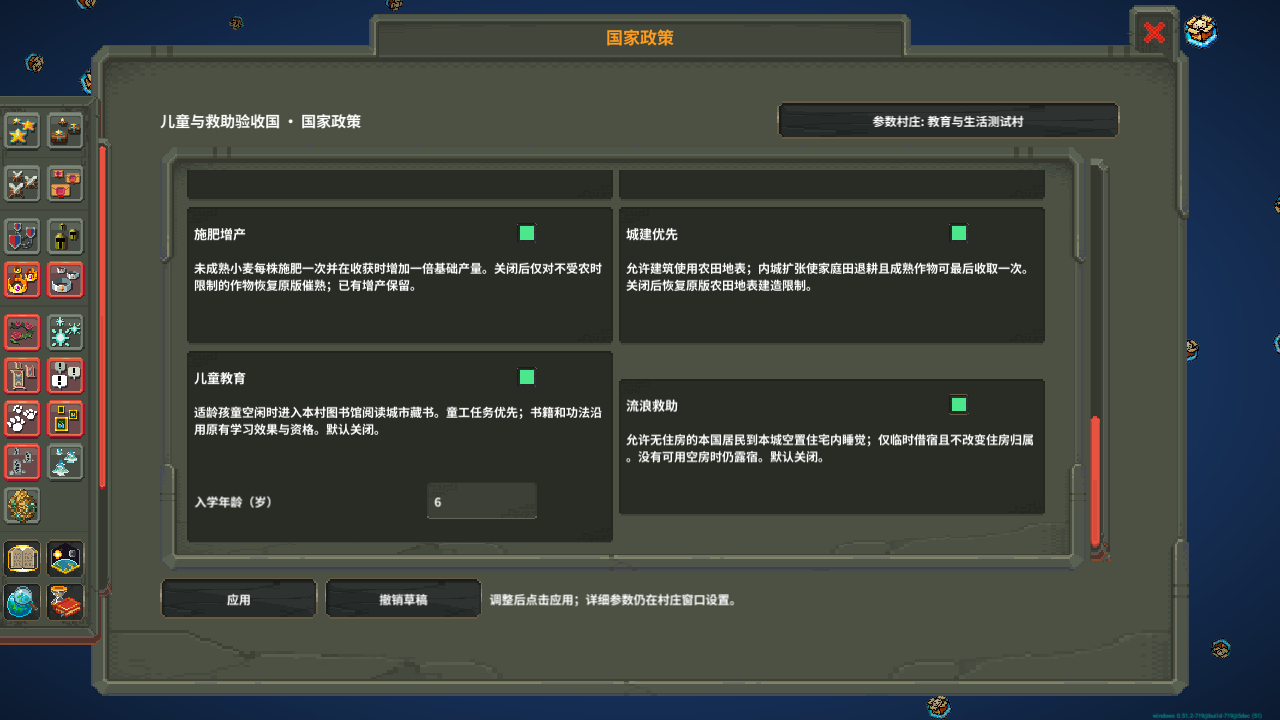 国家政策
儿童与救助验收国 · 国家政策
参数村庄: 教育与生活测试村
施肥增产
未成熟小麦每株施肥一次并在收获时增加一倍基础产量。关闭后仅对不受农时
限制的作物恢复原版催熟；已有增产保留。
城建优先
允许建筑使用农田地表；内城扩张使家庭田退耕且成熟作物可最后收取一次。
关闭后恢复原版农田地表建造限制。
儿童教育
适龄孩童空闲时进入本村图书馆阅读城市藏书。童工任务优先；书籍和功法沿
用原有学习效果与资格。默认关闭。
入学年龄（岁）
6
流浪救助
允许无住房的本国居民到本城空置住宅内睡觉；仅临时借宿且不改变住房归属
。没有可用空房时仍露宿。默认关闭。
应用
撤销草稿
调整后点击应用；详细参数仍在村庄窗口设置。